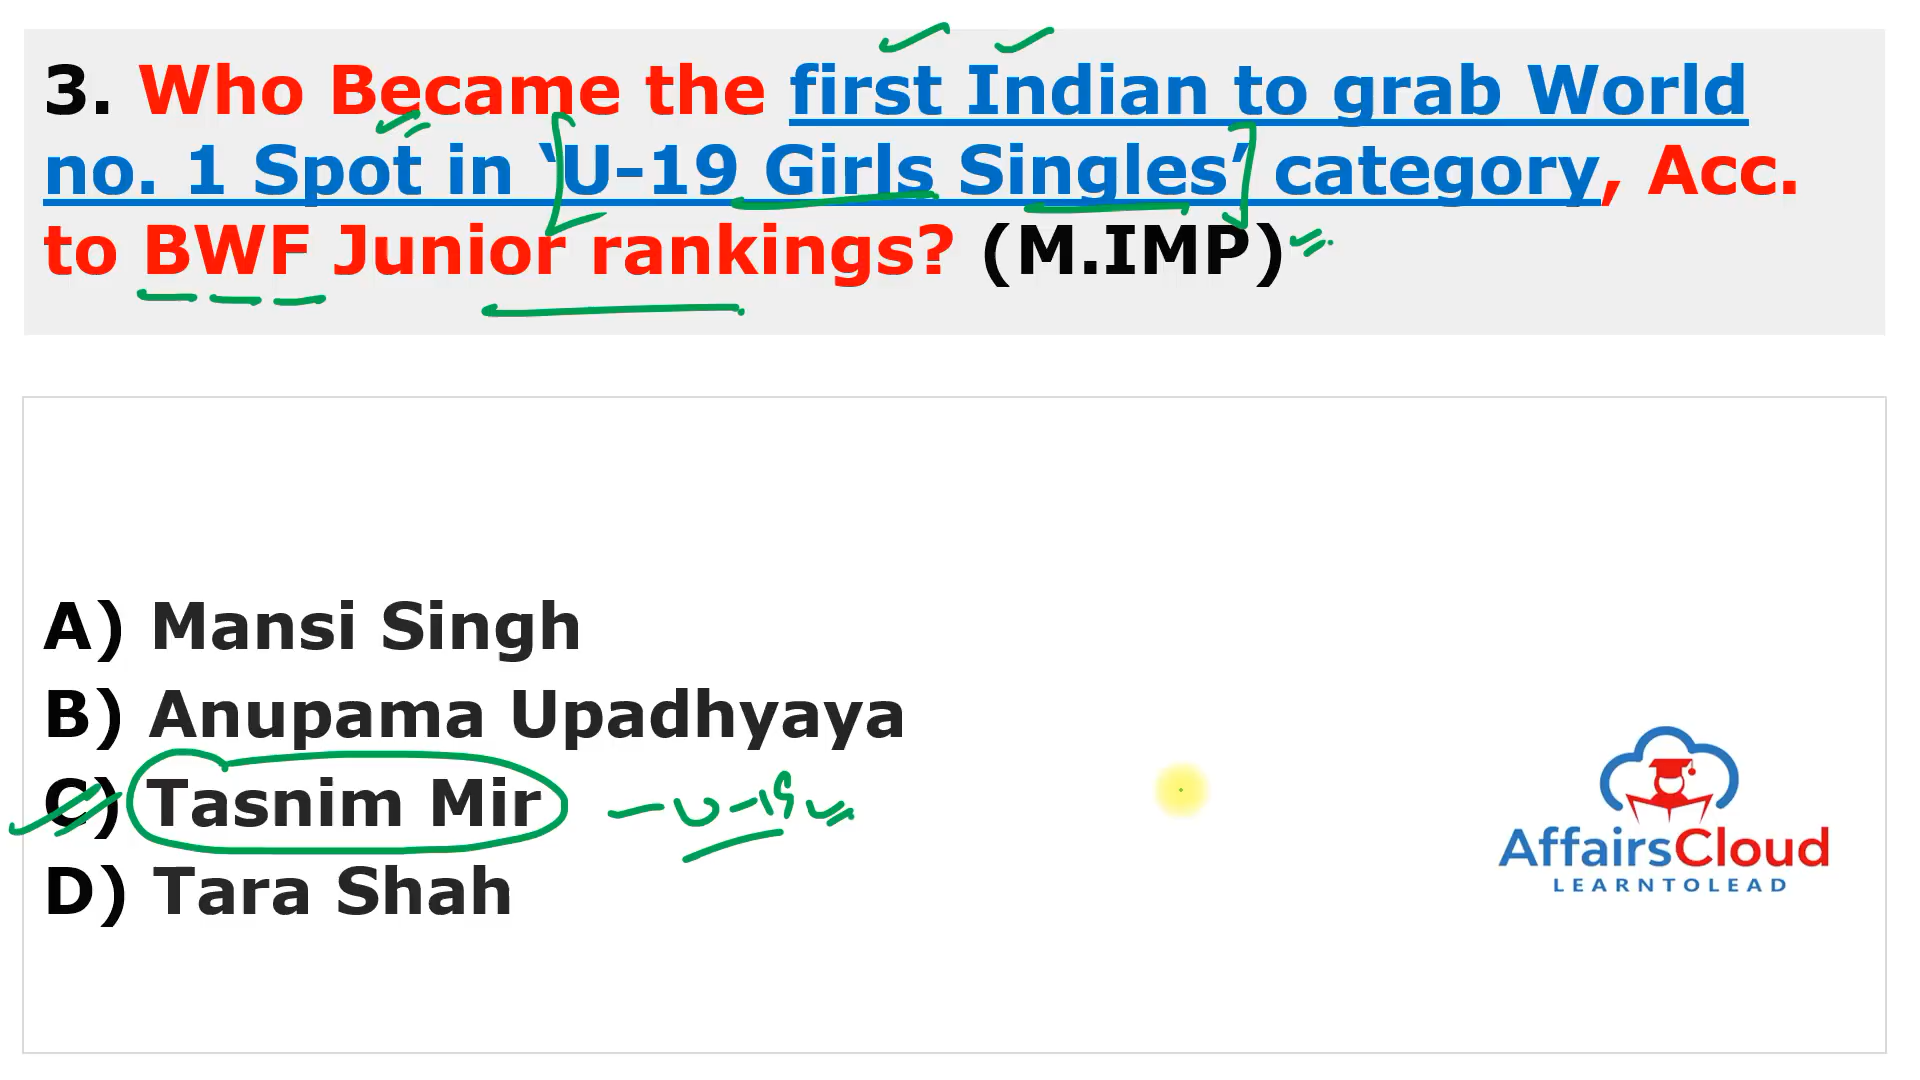 3. Who Became the first Indian to grab World
no. 1 Spot in ‘U-19 Girls Singles’ category, Acc.
to BWF Junior rankings? (M.IMP)
A) Mansi Singh
B) Anupama Upadhyaya
C) Tasnim Mir - U-19
D) Tara Shah
AffairsCloud
LEARNTOLEAD